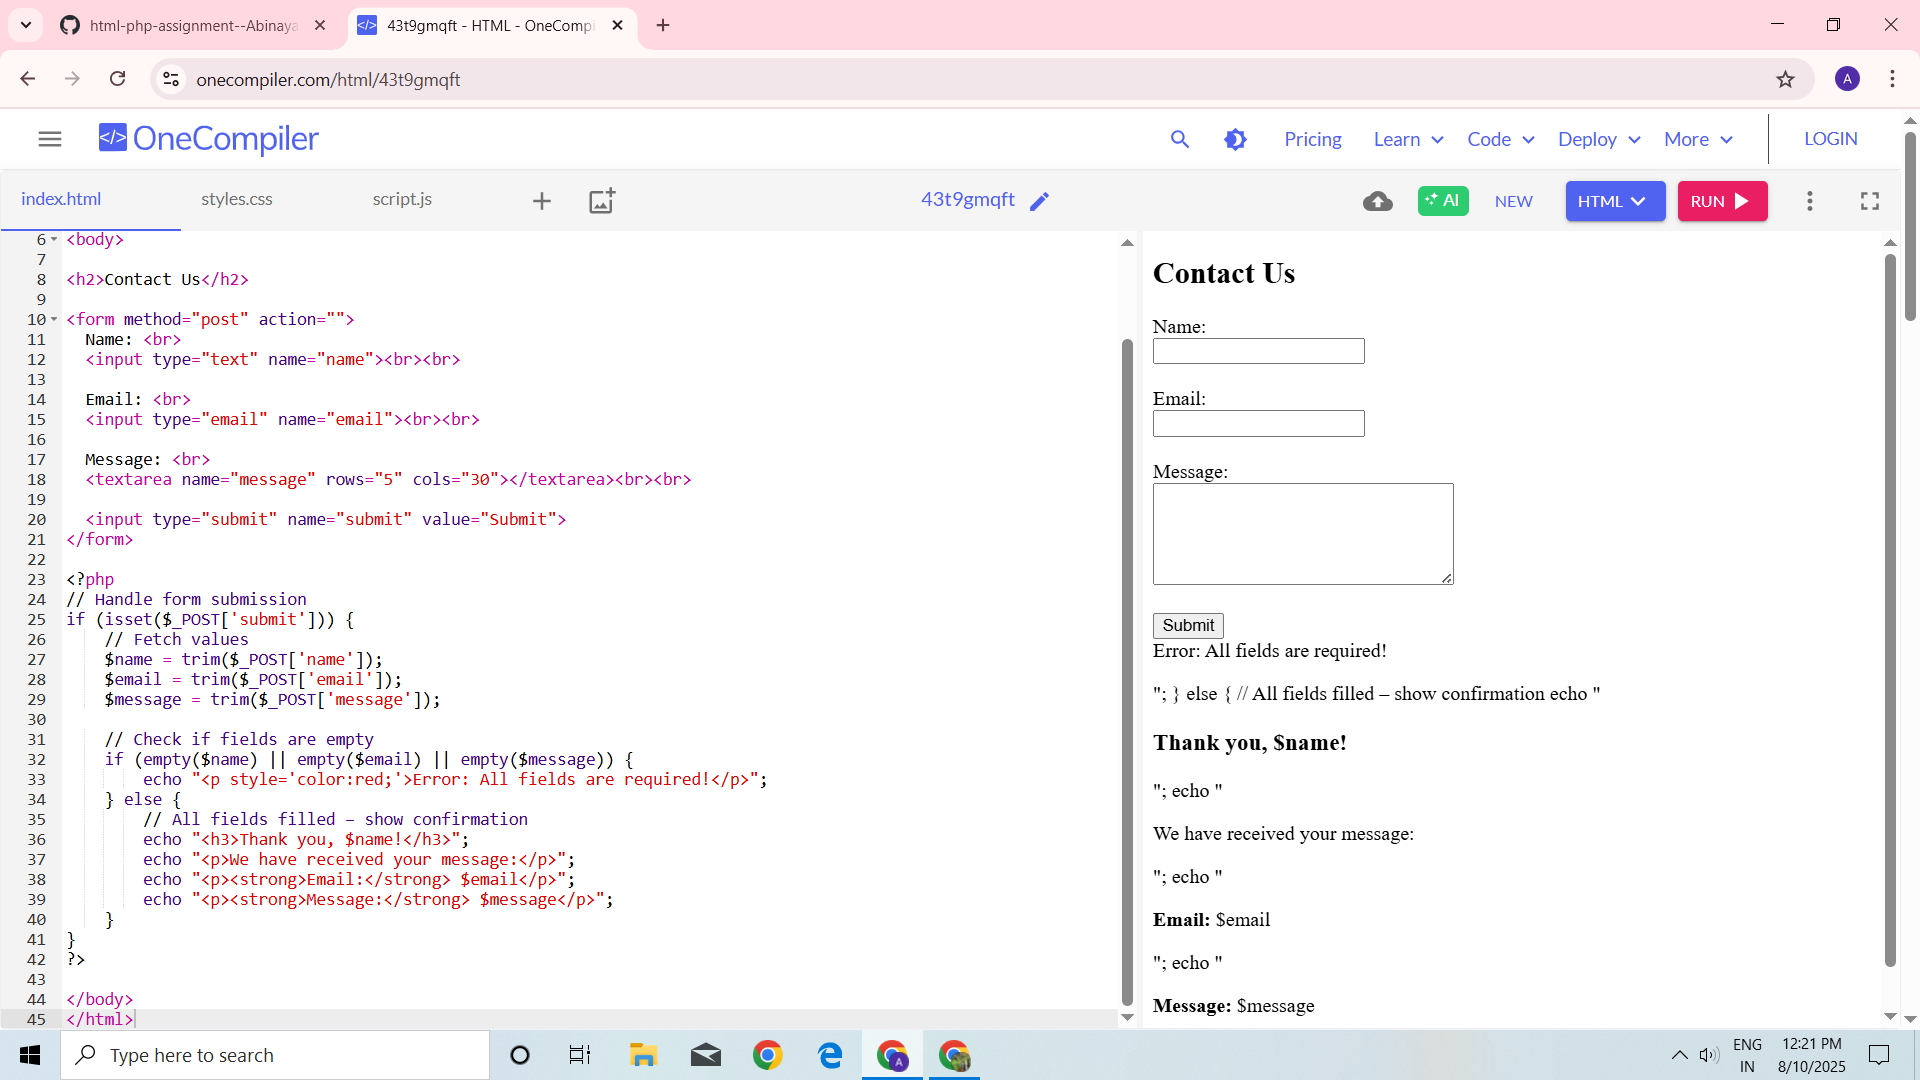 html-php-assignment--Abinaya
43t9gmqft - HTML - OneCompi
onecompiler.com/html/43t9gmqft
A
</> OneCompiler
Pricing
Learn
Code
Deploy
More
LOGIN
index.html
styles.css
script.js
43t9gmqft
AI
NEW
HTML
RUN
6 <body>
7
8 <h2>Contact Us</h2>
9
10 <form method="post" action="">
11 Name: <br>
12 <input type="text" name="name"><br><br>
13
14 Email: <br>
15 <input type="email" name="email"><br><br>
16
17 Message: <br>
18 <textarea name="message" rows="5" cols="30"></textarea><br><br>
19
20 <input type="submit" name="submit" value="Submit">
21 </form>
22
23 <?php
24 // Handle form submission
25 if (isset($_POST['submit'])) {
26 // Fetch values
27 $name = trim($_POST['name']);
28 $email = trim($_POST['email']);
29 $message = trim($_POST['message']);
30
31 // Check if fields are empty
32 if (empty($name) || empty($email) || empty($message)) {
33 echo "<p style='color:red;'>Error: All fields are required!</p>";
34 } else {
35 // All fields filled – show confirmation
36 echo "<h3>Thank you, $name!</h3>";
37 echo "<p>We have received your message:</p>";
38 echo "<p><strong>Email:</strong> $email</p>";
39 echo "<p><strong>Message:</strong> $message</p>";
40 }
41 }
42 ?>
43
44 </body>
45 </html>
Contact Us
Name:
Email:
Message:
Submit
Error: All fields are required!
"; } else { // All fields filled – show confirmation echo "
Thank you, $name!
"; echo "
We have received your message:
"; echo "
Email: $email
"; echo "
Message: $message
Type here to search
ENG
IN
12:21 PM
8/10/2025